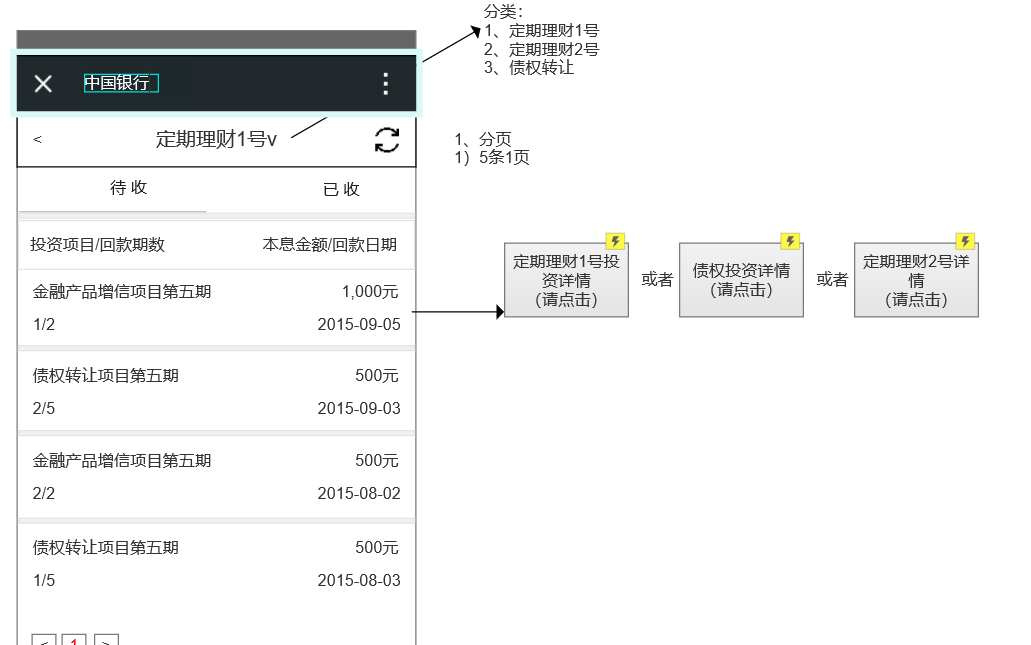 分类：
1、定期理财1号
2、定期理财2号
3、债权转让
中国银行
< 定期理财1号v
1、分页
1）5条1页
待 收 已 收
投资项目/回款期数 本息金额/回款日期
金融产品增信项目第五期 1,000元
1/2 2015-09-05
债权转让项目第五期 500元
2/5 2015-09-03
金融产品增信项目第五期 500元
2/2 2015-08-02
债权转让项目第五期 500元
1/5 2015-08-03
< 1 >
定期理财1号投
资详情
（请点击）
或者
债权投资详情
（请点击）
或者
定期理财2号详
情
（请点击）